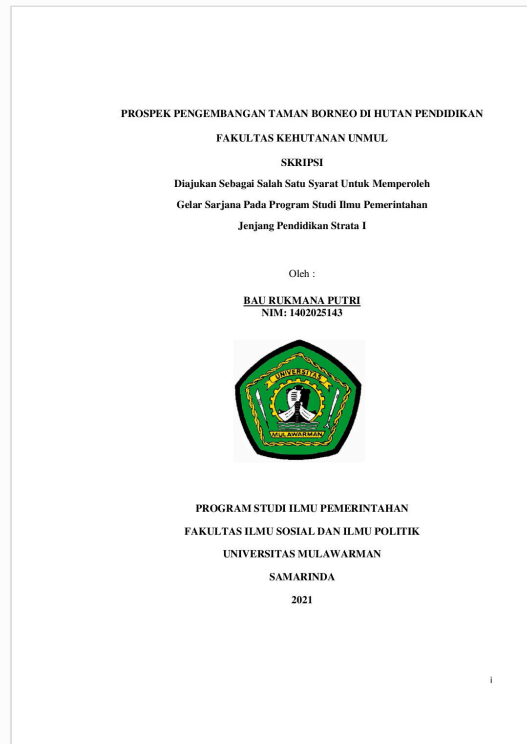 PROSPEK PENGEMBANGAN TAMAN BORNEO DI HUTAN PENDIDIKAN
FAKULTAS KEHUTANAN UNMUL
SKRIPSI
Diajukan Sebagai Salah Satu Syarat Untuk Memperoleh
Gelar Sarjana Pada Program Studi Ilmu Pemerintahan
Jenjang Pendidikan Strata I
Oleh :
BAU RUKMANA PUTRI
NIM: 1402025143
UNIVERSITAS
MULAWARMAN
PROGRAM STUDI ILMU PEMERINTAHAN
FAKULTAS ILMU SOSIAL DAN ILMU POLITIK
UNIVERSITAS MULAWARMAN
SAMARINDA
2021
i